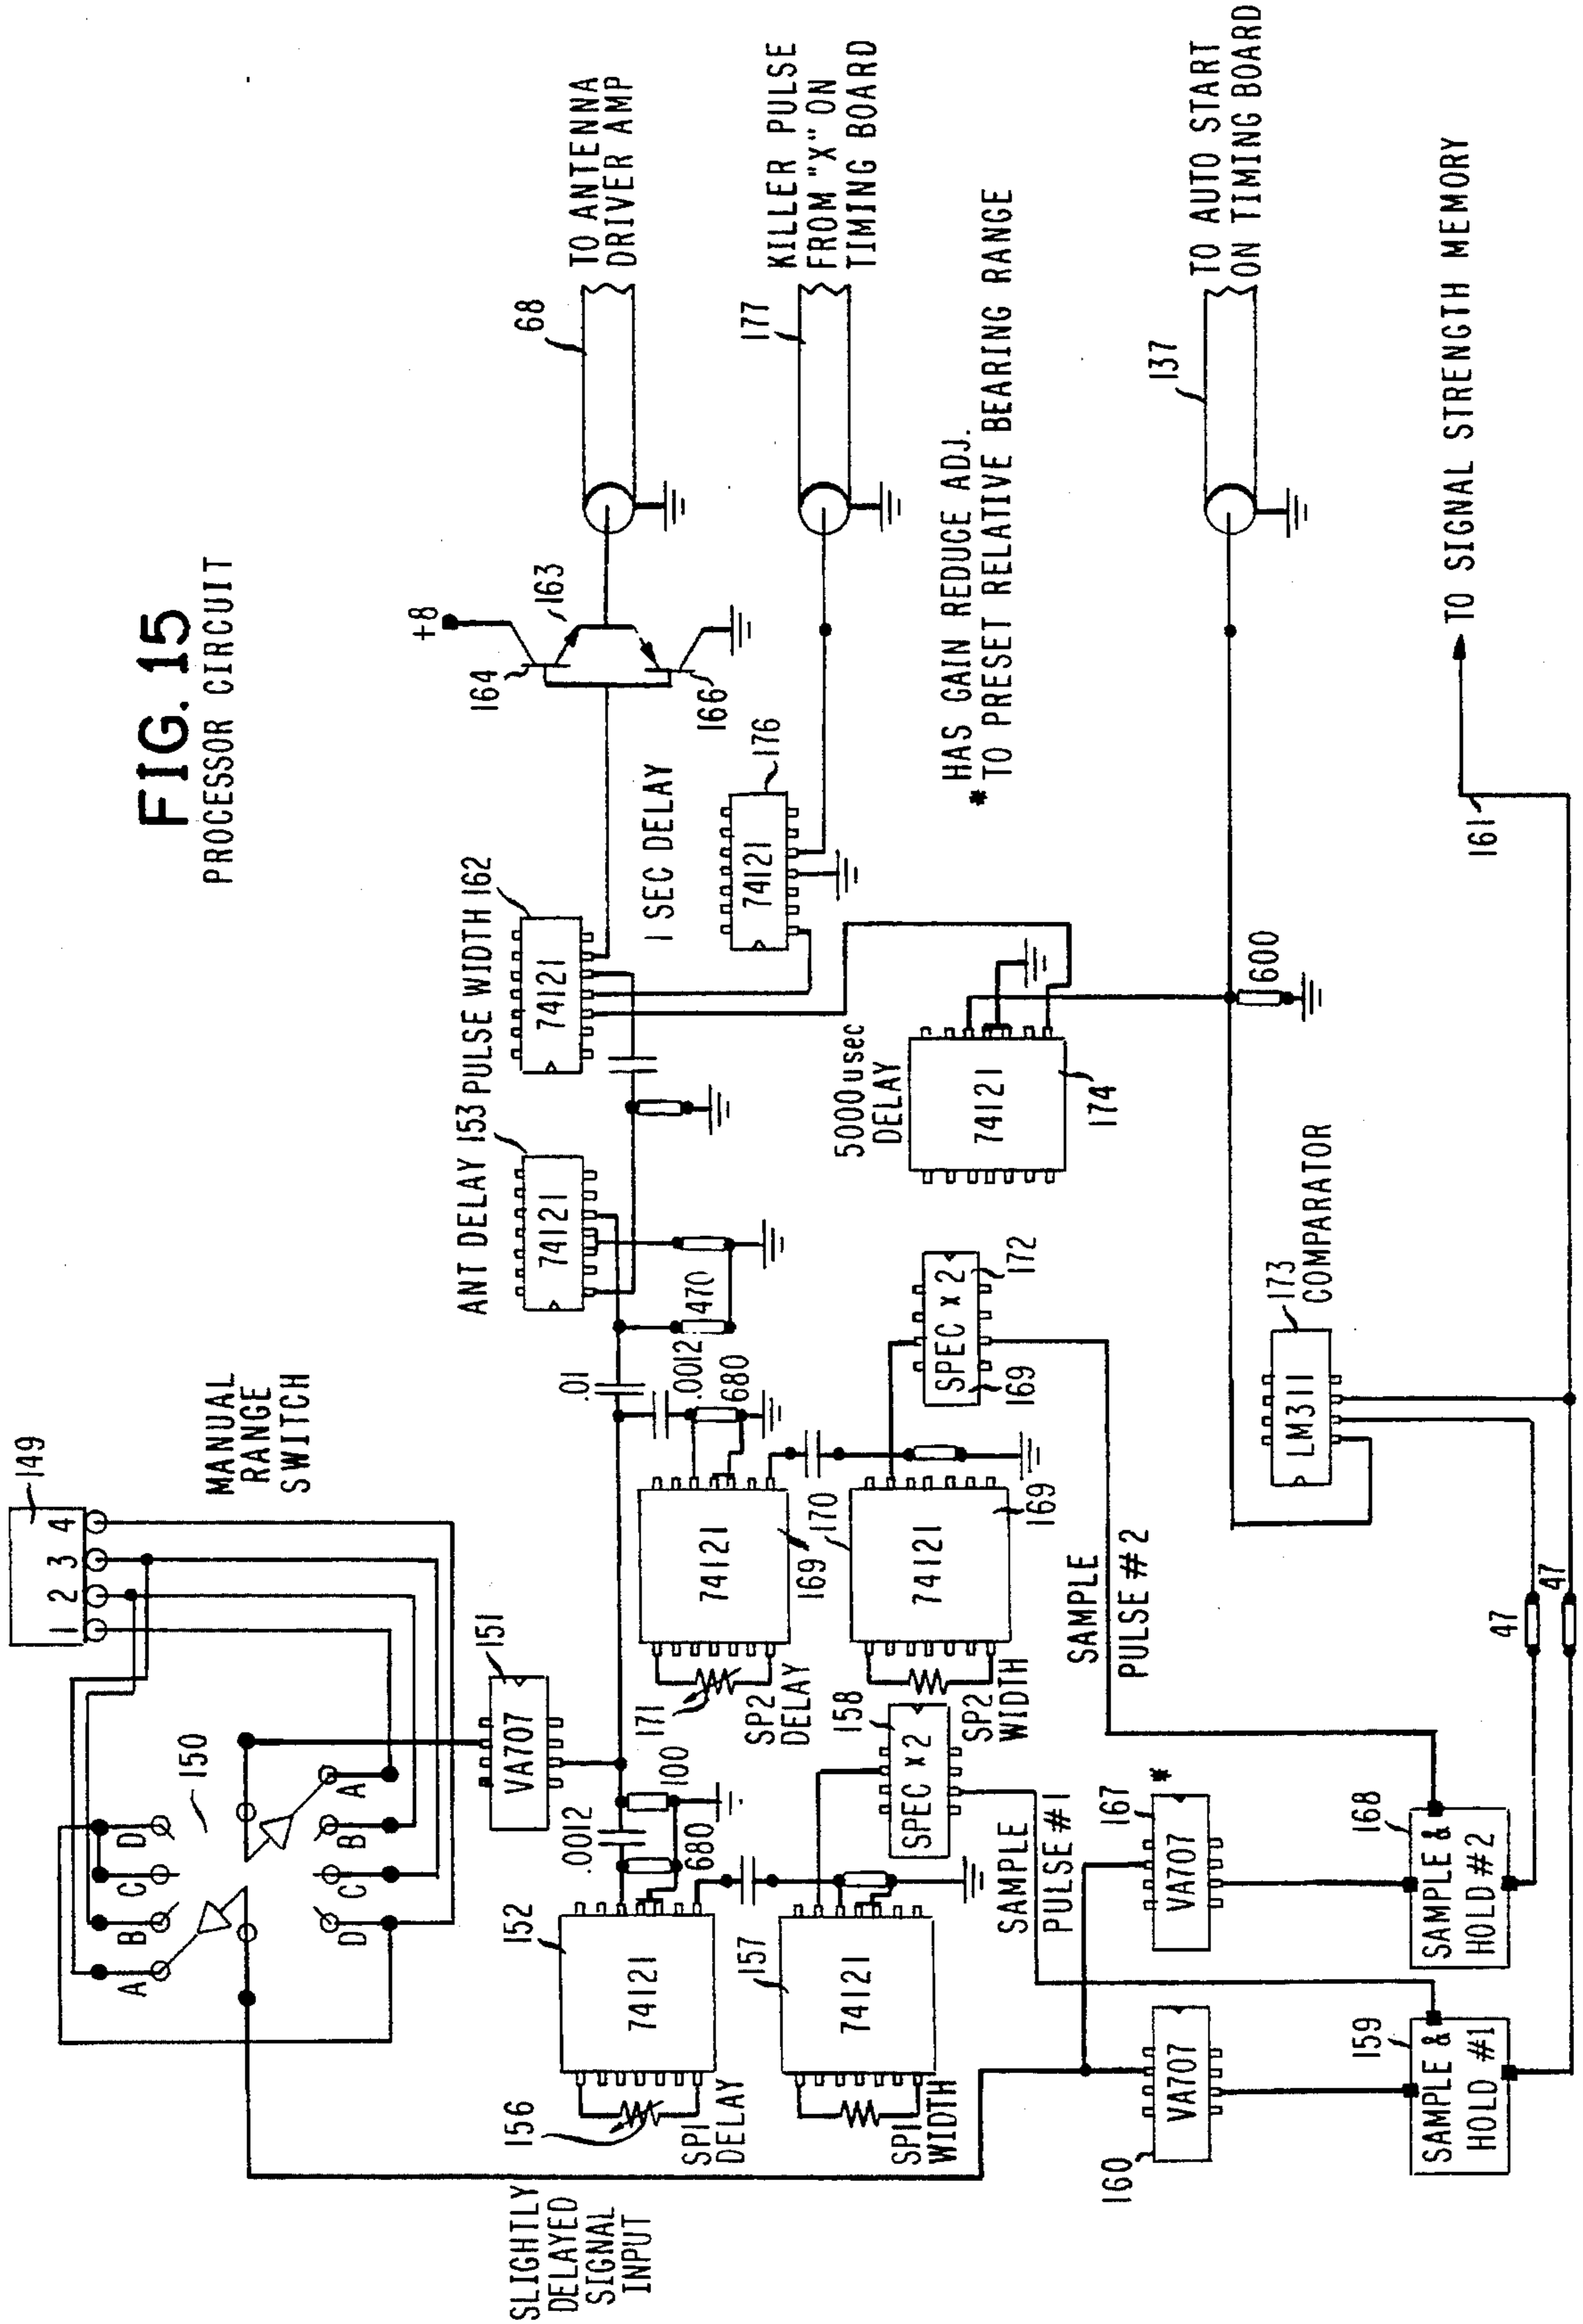 FIG. 15
PROCESSOR CIRCUIT
149
1 2 3 4
MANUAL
RANGE
SWITCH
150
A B C D
D C B A
151
VA707
SLIGHTLY
DELAYED
SIGNAL
INPUT
152
74121
156
SP1
DELAY
.0012
100
680
157
74121
SP1
WIDTH
158
SPEC x 2
SAMPLE
PULSE #1
.01
.0012
680
470
74121
169
171
SP2
DELAY
170
74121
169
SP2
WIDTH
SPEC x 2
172
169
SAMPLE
PULSE #2
ANT DELAY 153
74121
PULSE WIDTH 162
74121
+8
164
163
166
68
TO ANTENNA
DRIVER AMP
1 SEC DELAY
74121
176
177
KILLER PULSE
FROM "X" ON
TIMING BOARD
* HAS GAIN REDUCE ADJ.
TO PRESET RELATIVE BEARING RANGE
5000usec
DELAY
74121
174
600
137
TO AUTO START
ON TIMING BOARD
LM311
173
COMPARATOR
160
VA707
167
*
VA707
159
SAMPLE &
HOLD #1
168
SAMPLE &
HOLD #2
47
47
161
TO SIGNAL STRENGTH MEMORY